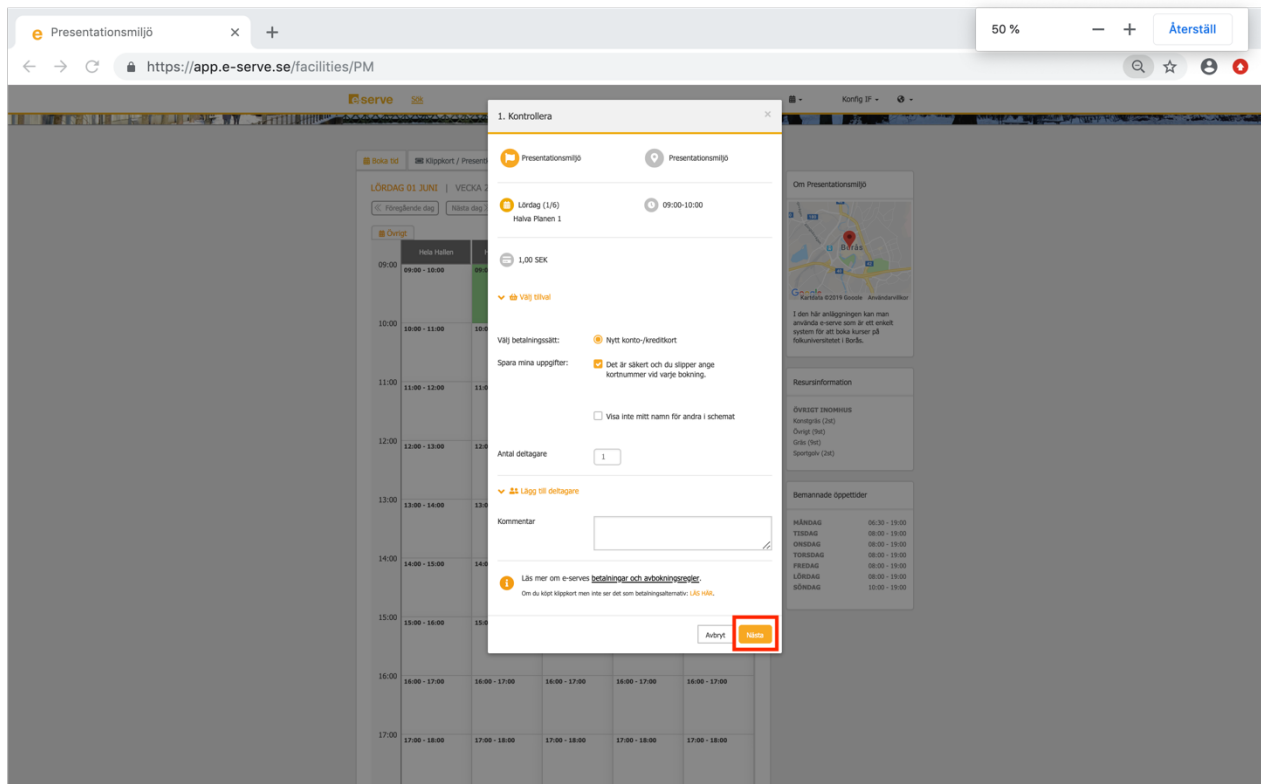 Presentationsmiljö
50 %
Återställ
https://app.e-serve.se/facilities/PM
serve
SÖK
Konfig IF
1. Kontrollera
Presentationsmiljö
Presentationsmiljö
Lördag (1/6)
Halva Planen 1
09:00-10:00
1,00 SEK
Välj tillval
Välj betalningssätt:
Nytt konto-/kreditkort
Spara mina uppgifter:
Det är säkert och du slipper ange
kortnummer vid varje bokning.
Visa inte mitt namn för andra i schemat
Antal deltagare
1
Lägg till deltagare
Kommentar
Läs mer om e-serves betalningar och avbokningsregler.
Om du köpt klippkort men inte ser det som betalningsalternativ: LÄS HÄR.
Avbryt
Nästa
Boka tid
Klippkort / Presentk
LÖRDAG 01 JUNI | VECKA 2
Föregående dag
Nästa dag
Övrigt
Hela Hallen
09:00
09:00 - 10:00
10:00
10:00 - 11:00
11:00
11:00 - 12:00
12:00
12:00 - 13:00
13:00
13:00 - 14:00
14:00
14:00 - 15:00
15:00
15:00 - 16:00
16:00
16:00 - 17:00 16:00 - 17:00 16:00 - 17:00 16:00 - 17:00 16:00 - 17:00
17:00
17:00 - 18:00 17:00 - 18:00 17:00 - 18:00 17:00 - 18:00 17:00 - 18:00
Om Presentationsmiljö
Borås
Google
Kartdata ©2019 Google Användarvillkor
I den här anläggningen kan man
använda e-serve som är ett enkelt
system för att boka kurser på
folkuniversitetet i Borås.
Resursinformation
ÖVRIGT INOMHUS
Konstgräs (2st)
Övrigt (9st)
Gräs (9st)
Sportgolv (2st)
Bemannade öppettider
MÅNDAG 06:30 - 19:00
TISDAG 08:00 - 19:00
ONSDAG 08:00 - 19:00
TORSDAG 08:00 - 19:00
FREDAG 08:00 - 19:00
LÖRDAG 08:00 - 19:00
SÖNDAG 10:00 - 19:00